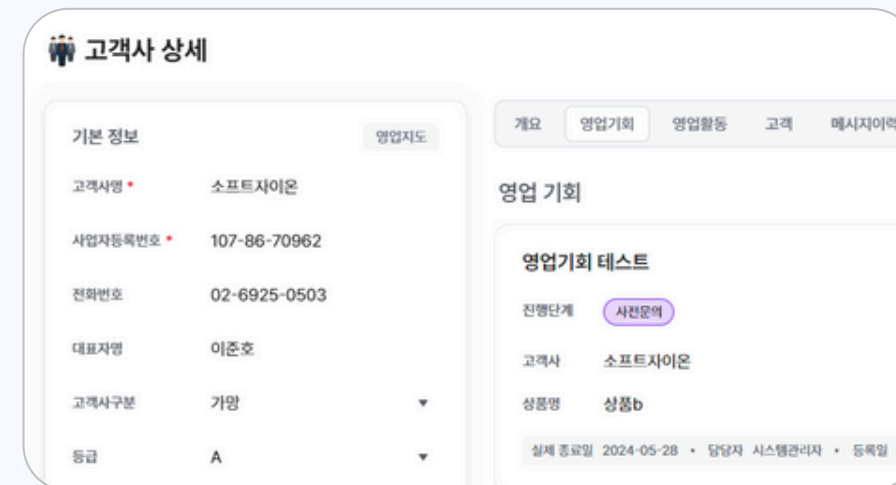 고객사 상세
기본 정보
영업지도
고객사명 *
소프트자이온
사업자등록번호 *
107-86-70962
전화번호
02-6925-0503
대표자명
이준호
고객사구분
가망
등급
A
개요 영업기회 영업활동 고객 메시지이력
영업 기회
영업기회 테스트
진행단계
사전문의
고객사
소프트자이온
상품명
상품b
실제 종료일 2024-05-28 • 담당자 시스템관리자 • 등록일